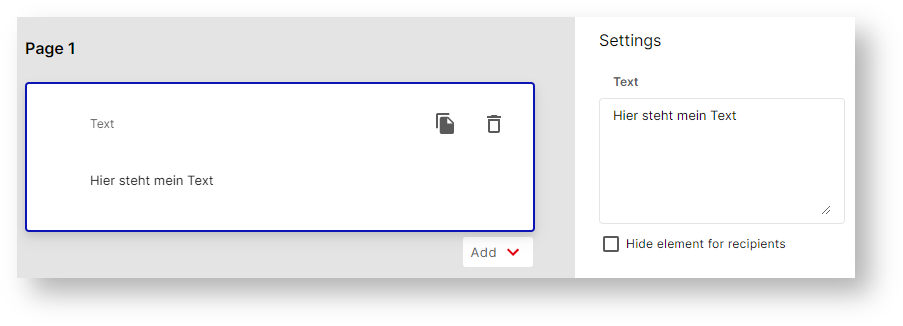 Page 1
Text
Hier steht mein Text
Add
Settings
Text
Hier steht mein Text
Hide element for recipients